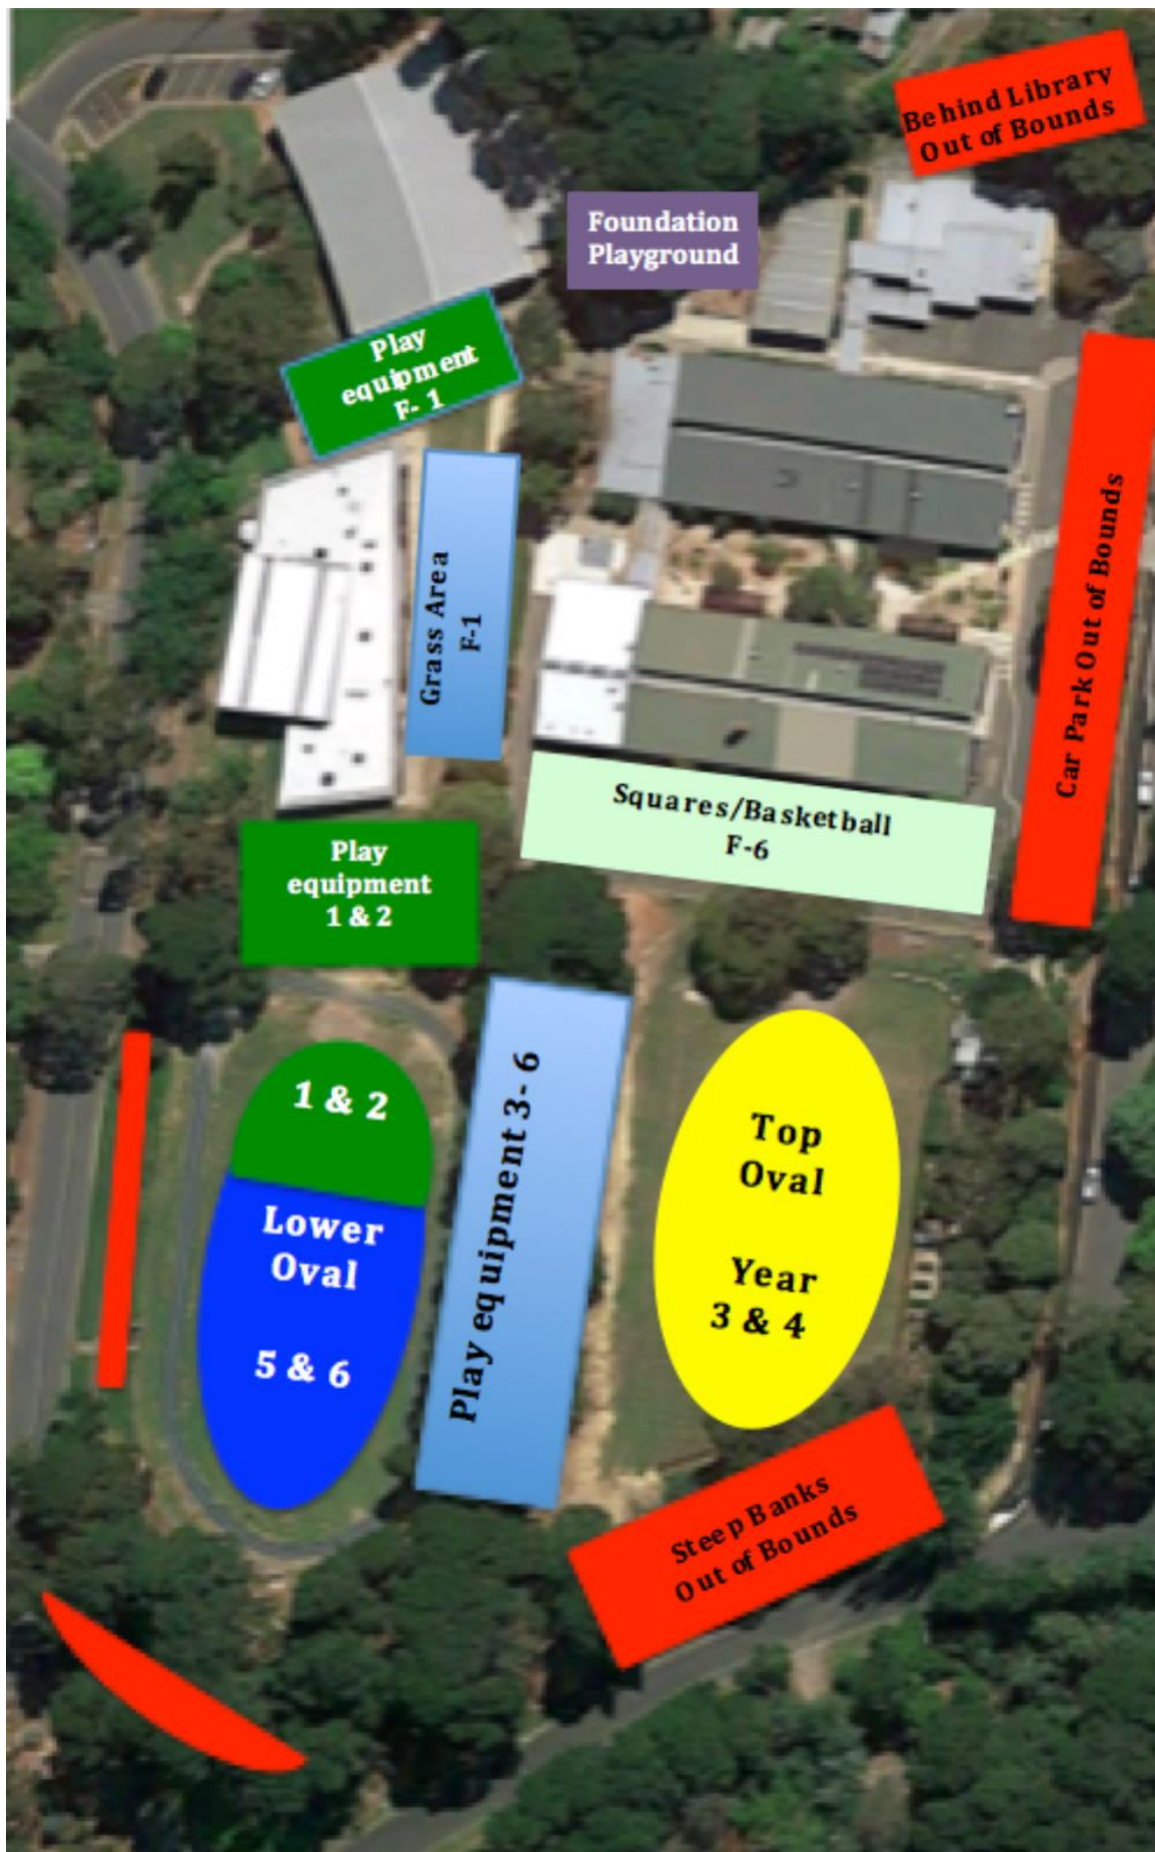 Behind Library
Out of Bounds
Foundation
Playground
Play
equipment
F- 1
Grass Area
F-1
Car Park Out of Bounds
Squares/Basketball
F-6
Play
equipment
1 & 2
1 & 2
Lower
Oval
5 & 6
Play equipment 3- 6
Top
Oval
Year
3 & 4
Steep Banks
Out of Bounds